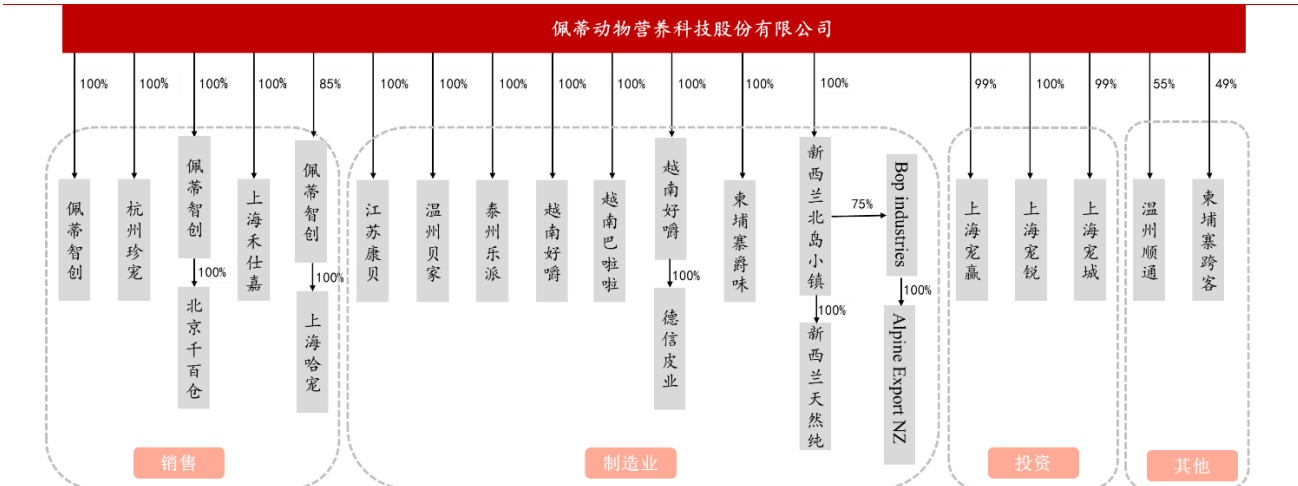 佩蒂动物营养科技股份有限公司
100%
100%
100%
100%
85%
100%
100%
100%
100%
100%
100%
100%
100%
99%
100%
99%
55%
49%
佩蒂智创
杭州珍宠
佩蒂智创
上海禾仕嘉
佩蒂智创
江苏康贝
温州贝家
泰州乐派
越南好嚼
越南巴啦啦
越南好嚼
柬埔寨爵味
新西兰北岛小镇
75%
Bop industries
上海宠赢
上海宠锐
上海宠城
温州顺通
柬埔寨跨客
100%
100%
100%
100%
100%
北京千百仓
上海哈宠
德信皮业
新西兰天然纯
Alpine Export NZ
销售
制造业
投资
其他